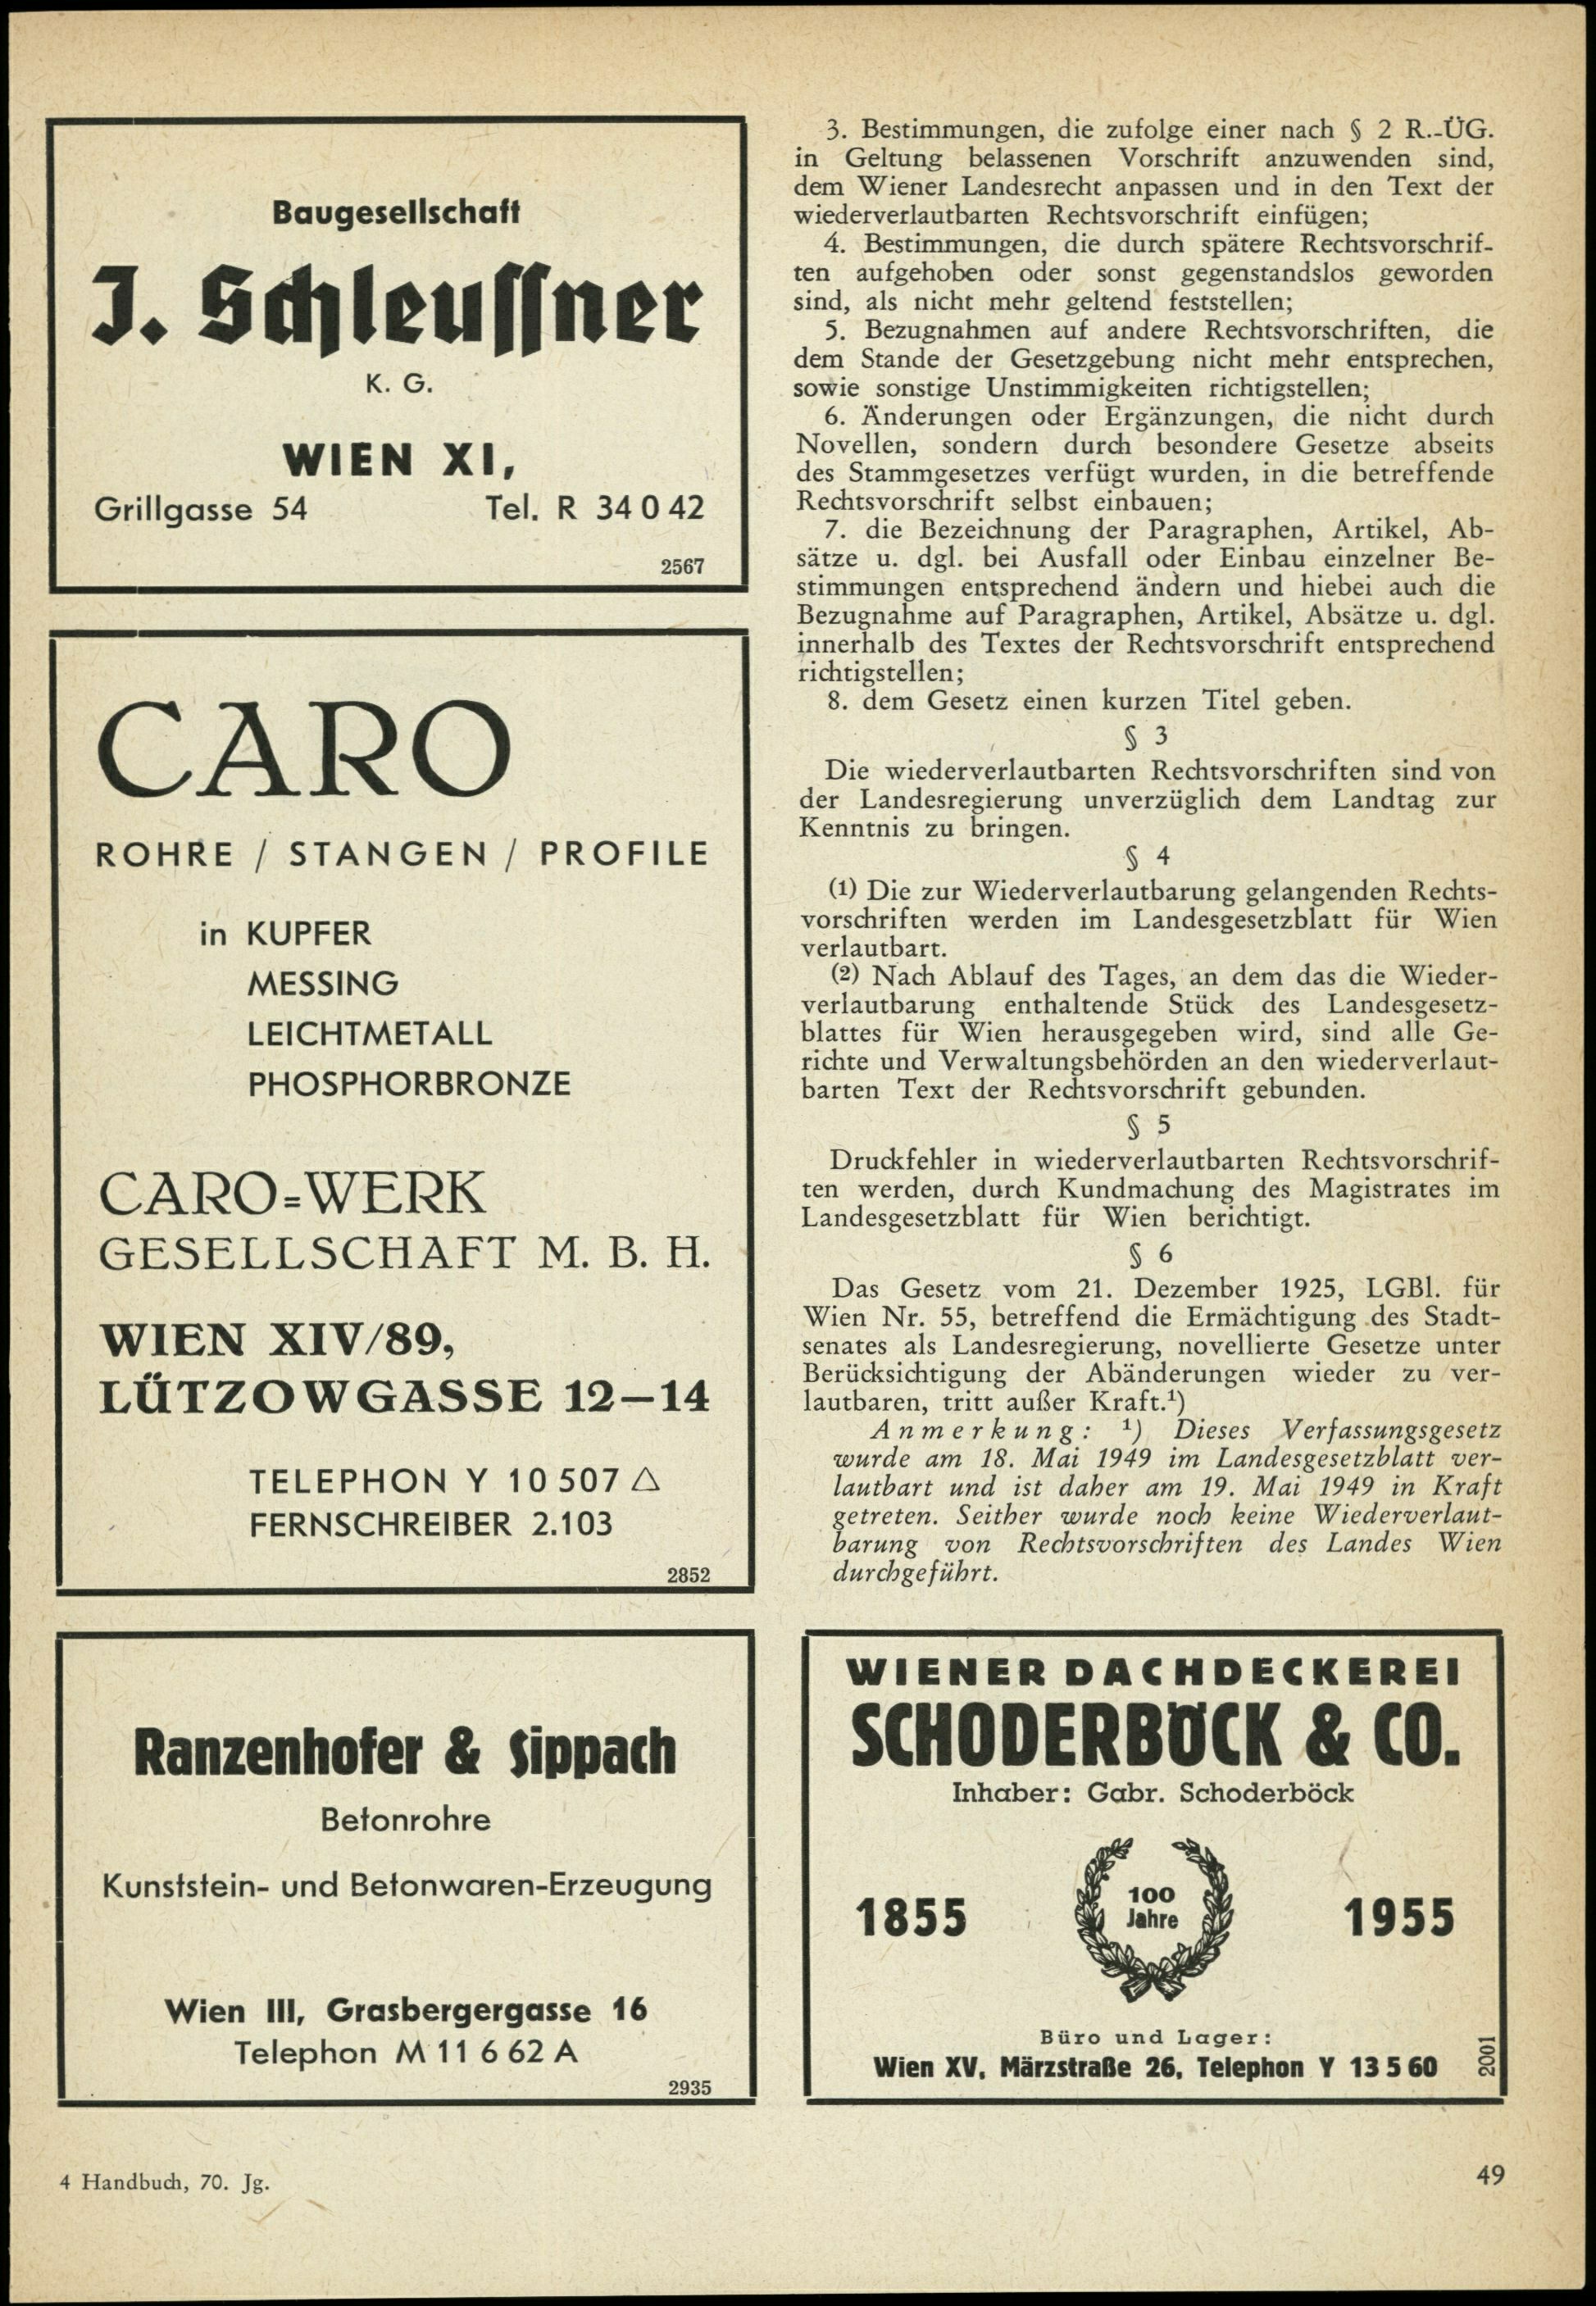 Baugesellschaft
J. Schleussner
K. G.
WIEN XI,
Grillgasse 54 Tel. R 34 0 42
2567
CARO
ROHRE / STANGEN / PROFILE
in KUPFER
MESSING
LEICHTMETALL
PHOSPHORBRONZE
CARO-WERK
GESELLSCHAFT M. B. H.
WIEN XIV/89,
LÜTZOWGASSE 12–14
TELEPHON Y 10 507 △
FERNSCHREIBER 2.103
2852
Ranzenhofer & Sippach
Betonrohre
Kunststein- und Betonwaren-Erzeugung
Wien III, Grasbergergasse 16
Telephon M 11 6 62 A
2935
3. Bestimmungen, die zufolge einer nach § 2 R.-ÜG.
in Geltung belassenen Vorschrift anzuwenden sind,
dem Wiener Landesrecht anpassen und in den Text der
wiederverlautbarten Rechtsvorschrift einfügen;
4. Bestimmungen, die durch spätere Rechtsvorschrif-
ten aufgehoben oder sonst gegenstandslos geworden
sind, als nicht mehr geltend feststellen;
5. Bezugnahmen auf andere Rechtsvorschriften, die
dem Stande der Gesetzgebung nicht mehr entsprechen,
sowie sonstige Unstimmigkeiten richtigstellen;
6. Änderungen oder Ergänzungen, die nicht durch
Novellen, sondern durch besondere Gesetze abseits
des Stammgesetzes verfügt wurden, in die betreffende
Rechtsvorschrift selbst einbauen;
7. die Bezeichnung der Paragraphen, Artikel, Ab-
sätze u. dgl. bei Ausfall oder Einbau einzelner Be-
stimmungen entsprechend ändern und hiebei auch die
Bezugnahme auf Paragraphen, Artikel, Absätze u. dgl.
innerhalb des Textes der Rechtsvorschrift entsprechend
richtigstellen;
8. dem Gesetz einen kurzen Titel geben.
§ 3
Die wiederverlautbarten Rechtsvorschriften sind von
der Landesregierung unverzüglich dem Landtag zur
Kenntnis zu bringen.
§ 4
(1) Die zur Wiederverlautbarung gelangenden Rechts-
vorschriften werden im Landesgesetzblatt für Wien
verlautbart.
(2) Nach Ablauf des Tages, an dem das die Wieder-
verlautbarung enthaltende Stück des Landesgesetz-
blattes für Wien herausgegeben wird, sind alle Ge-
richte und Verwaltungsbehörden an den wiederverlaut-
barten Text der Rechtsvorschrift gebunden.
§ 5
Druckfehler in wiederverlautbarten Rechtsvorschrif-
ten werden, durch Kundmachung des Magistrates im
Landesgesetzblatt für Wien berichtigt.
§ 6
Das Gesetz vom 21. Dezember 1925, LGBl. für
Wien Nr. 55, betreffend die Ermächtigung des Stadt-
senates als Landesregierung, novellierte Gesetze unter
Berücksichtigung der Abänderungen wieder zu ver-
lautbaren, tritt außer Kraft.¹)
Anmerkung: ¹) Dieses Verfassungsgesetz
wurde am 18. Mai 1949 im Landesgesetzblatt ver-
lautbart und ist daher am 19. Mai 1949 in Kraft
getreten. Seither wurde noch keine Wiederverlaut-
barung von Rechtsvorschriften des Landes Wien
durchgeführt.
WIENER DACHDECKEREI
SCHODERBÖCK & CO.
Inhaber: Gabr. Schoderböck
1855 100 1955
Jahre
Büro und Lager:
Wien XV, Märzstraße 26, Telephon Y 13 5 60
2001
4 Handbuch, 70. Jg.
49